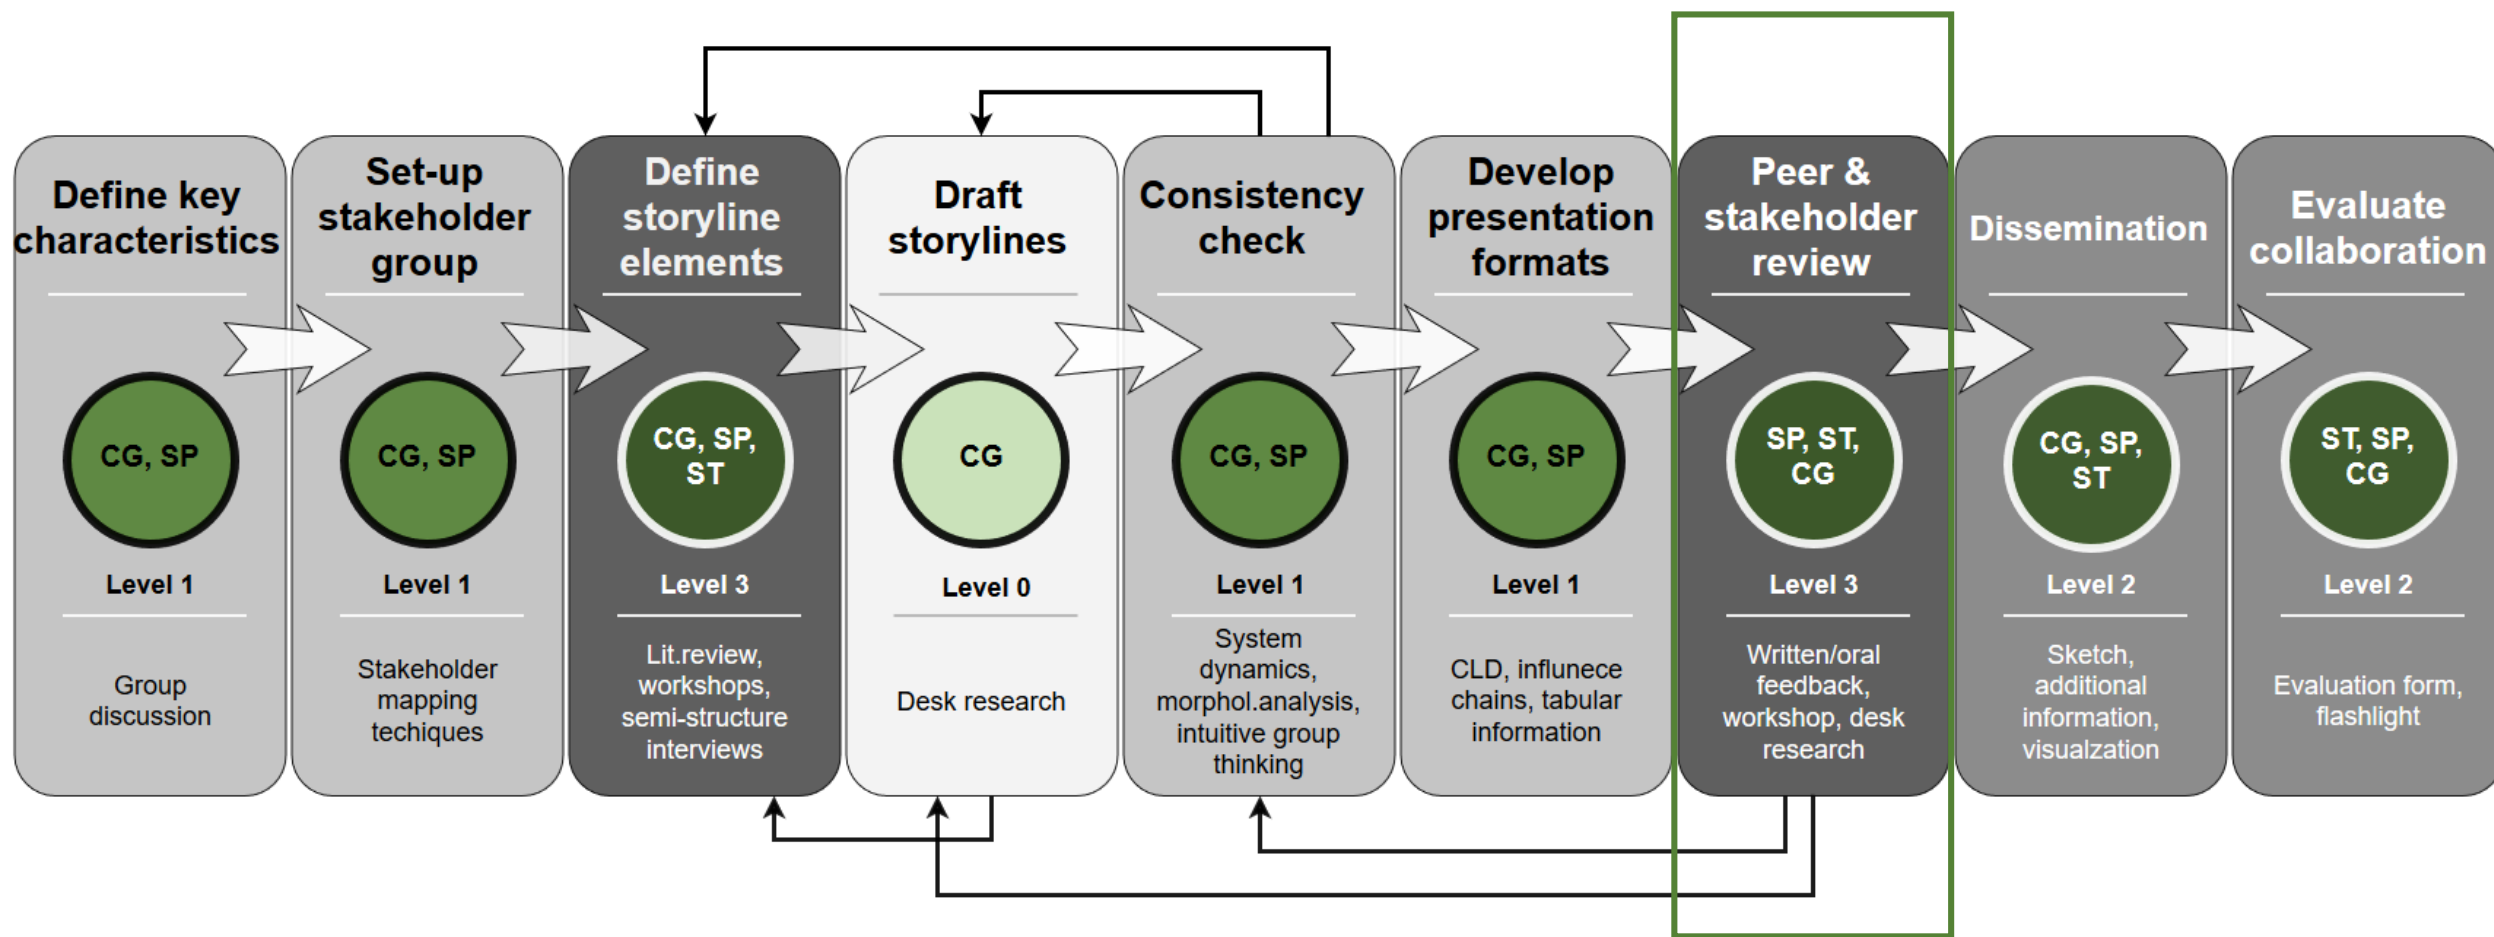 Define key
characteristics
CG, SP
Level 1
Group
discussion
Set-up
stakeholder
group
CG, SP
Level 1
Stakeholder
mapping
techiques
Define
storyline
elements
CG, SP,
ST
Level 3
Lit.review,
workshops,
semi-structure
interviews
Draft
storylines
CG
Level 0
Desk research
Consistency
check
CG, SP
Level 1
System
dynamics,
morphol.analysis,
intuitive group
thinking
Develop
presentation
formats
CG, SP
Level 1
CLD, influnece
chains, tabular
information
Peer &
stakeholder
review
SP, ST,
CG
Level 3
Written/oral
feedback,
workshop, desk
research
Dissemination
CG, SP,
ST
Level 2
Sketch,
additional
information,
visualzation
Evaluate
collaboration
ST, SP,
CG
Level 2
Evaluation form,
flashlight